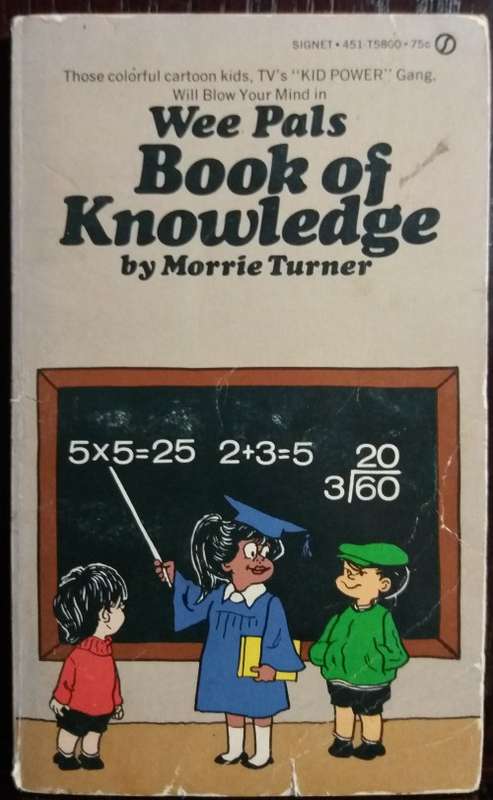 SIGNET • 451-T5800 • 75¢
Those colorful cartoon kids, TV's "KID POWER" Gang,
Will Blow Your Mind in
Wee Pals
Book of
Knowledge
by Morrie Turner
5x5=25 2+3=5
20
3√60